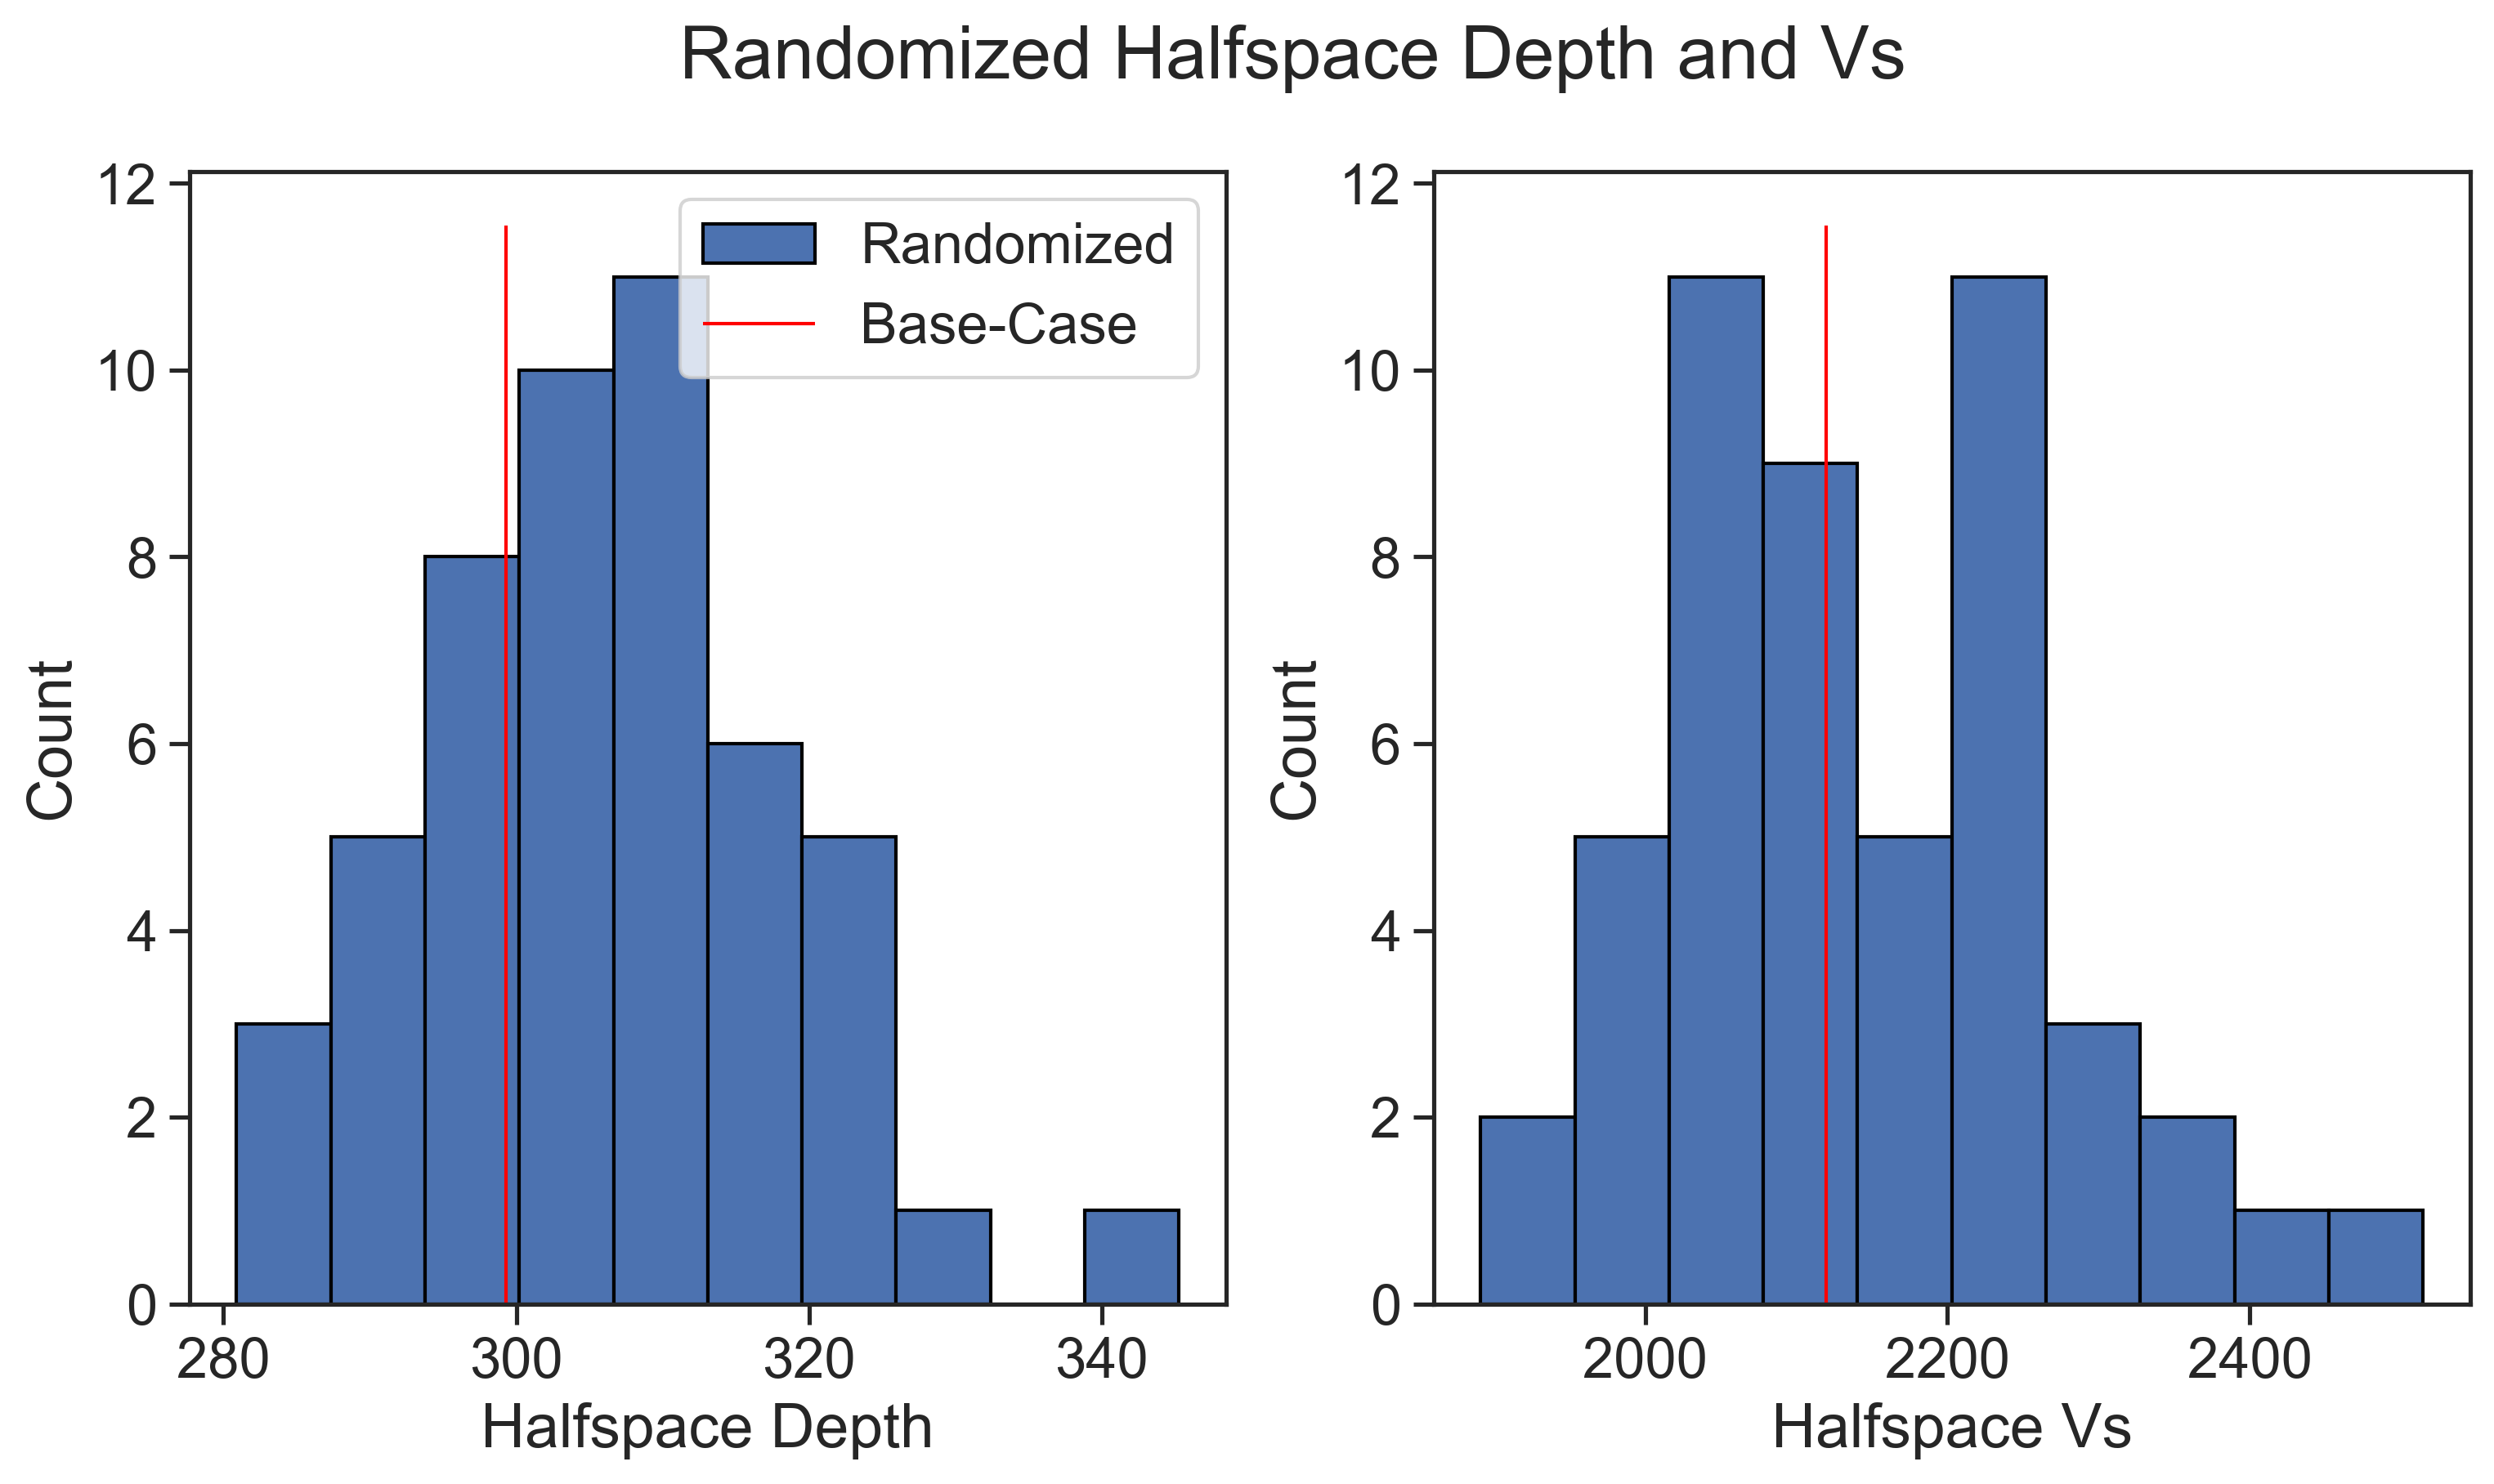 Randomized Halfspace Depth and Vs
12
10
8
6
4
2
0
Count
280 300 320 340
Halfspace Depth
Randomized
Base-Case
12
10
8
6
4
2
0
Count
2000 2200 2400
Halfspace Vs